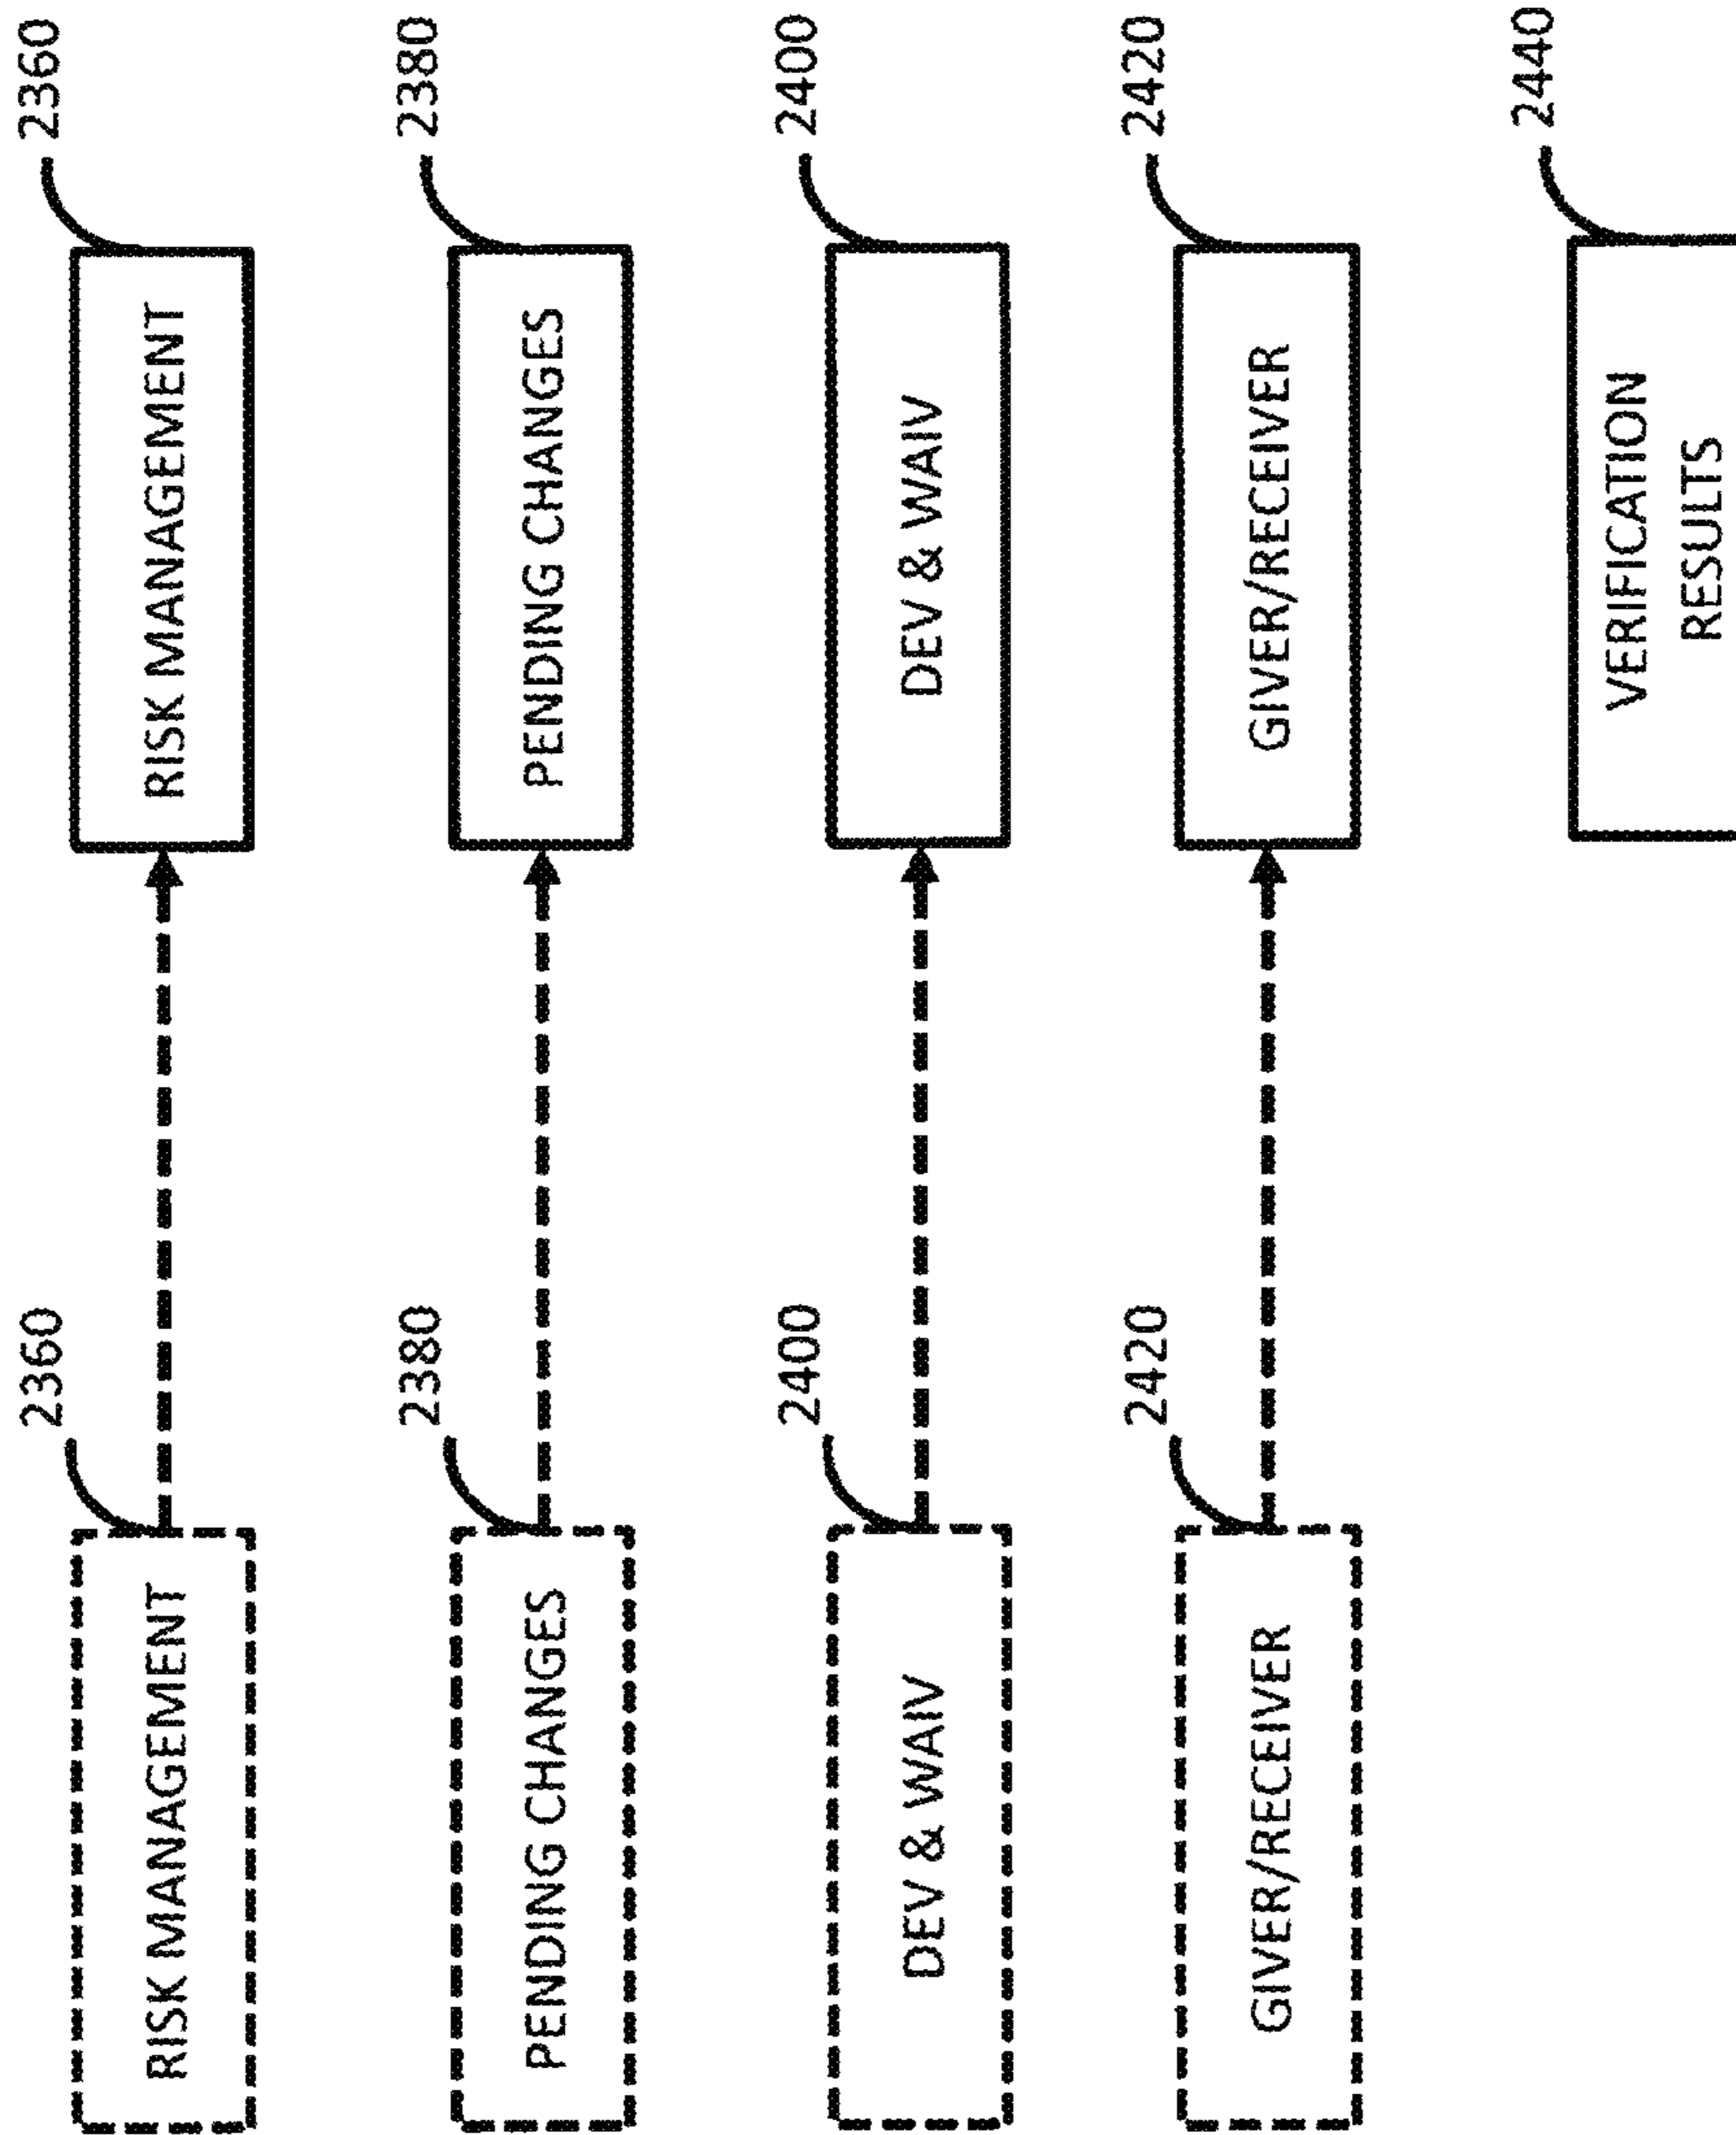 2360
2360
RISK MANAGEMENT
RISK MANAGEMENT
2380
2380
PENDING CHANGES
PENDING CHANGES
2400
2400
DEV & WAIV
DEV & WAIV
2420
2420
GIVER/RECEIVER
GIVER/RECEIVER
2440
VERIFICATION
RESULTS